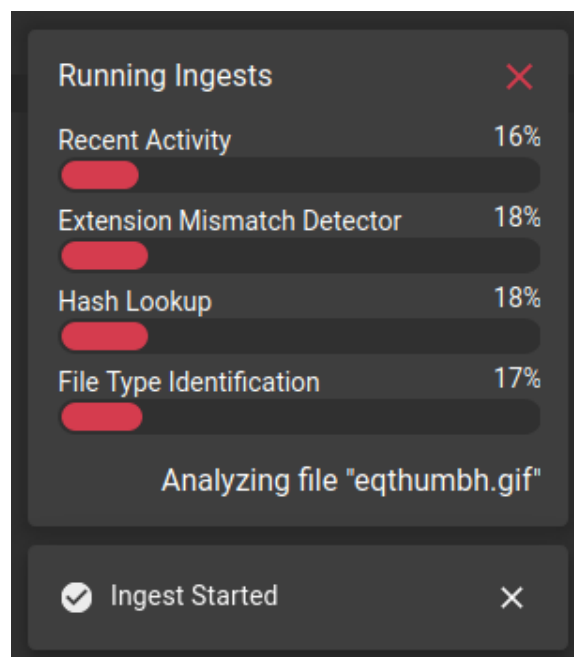 Running Ingests
Recent Activity 16%
Extension Mismatch Detector 18%
Hash Lookup 18%
File Type Identification 17%
Analyzing file "eqthumbh.gif"
Ingest Started